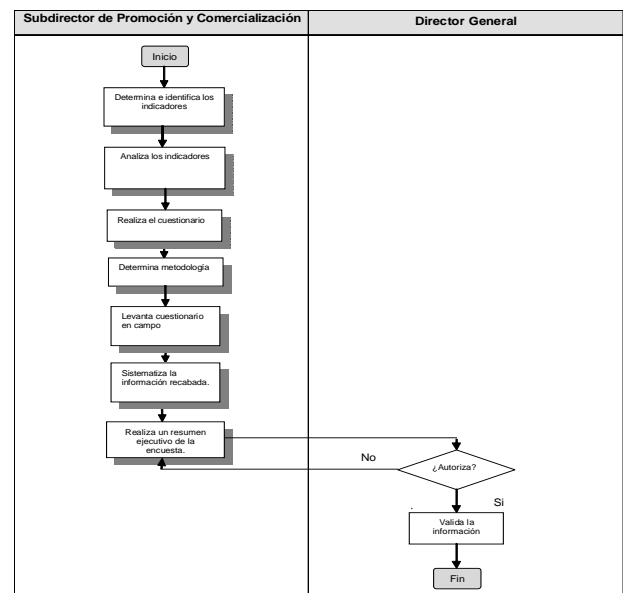 Subdirector de Promoción y Comercialización
Director General
Inicio
Determina e identifica los
indicadores
Analiza los indicadores
Realiza el cuestionario
Determina metodología
Levanta cuestionario
en campo
Sistematiza la
información recabada.
Realiza un resumen
ejecutivo de la
encuesta.
No
¿Autoriza?
Si
.
Valida la
información
Fin